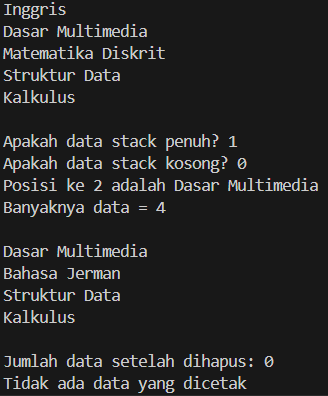 Inggris
Dasar Multimedia
Matematika Diskrit
Struktur Data
Kalkulus
Apakah data stack penuh? 1
Apakah data stack kosong? 0
Posisi ke 2 adalah Dasar Multimedia
Banyaknya data = 4
Dasar Multimedia
Bahasa Jerman
Struktur Data
Kalkulus
Jumlah data setelah dihapus: 0
Tidak ada data yang dicetak